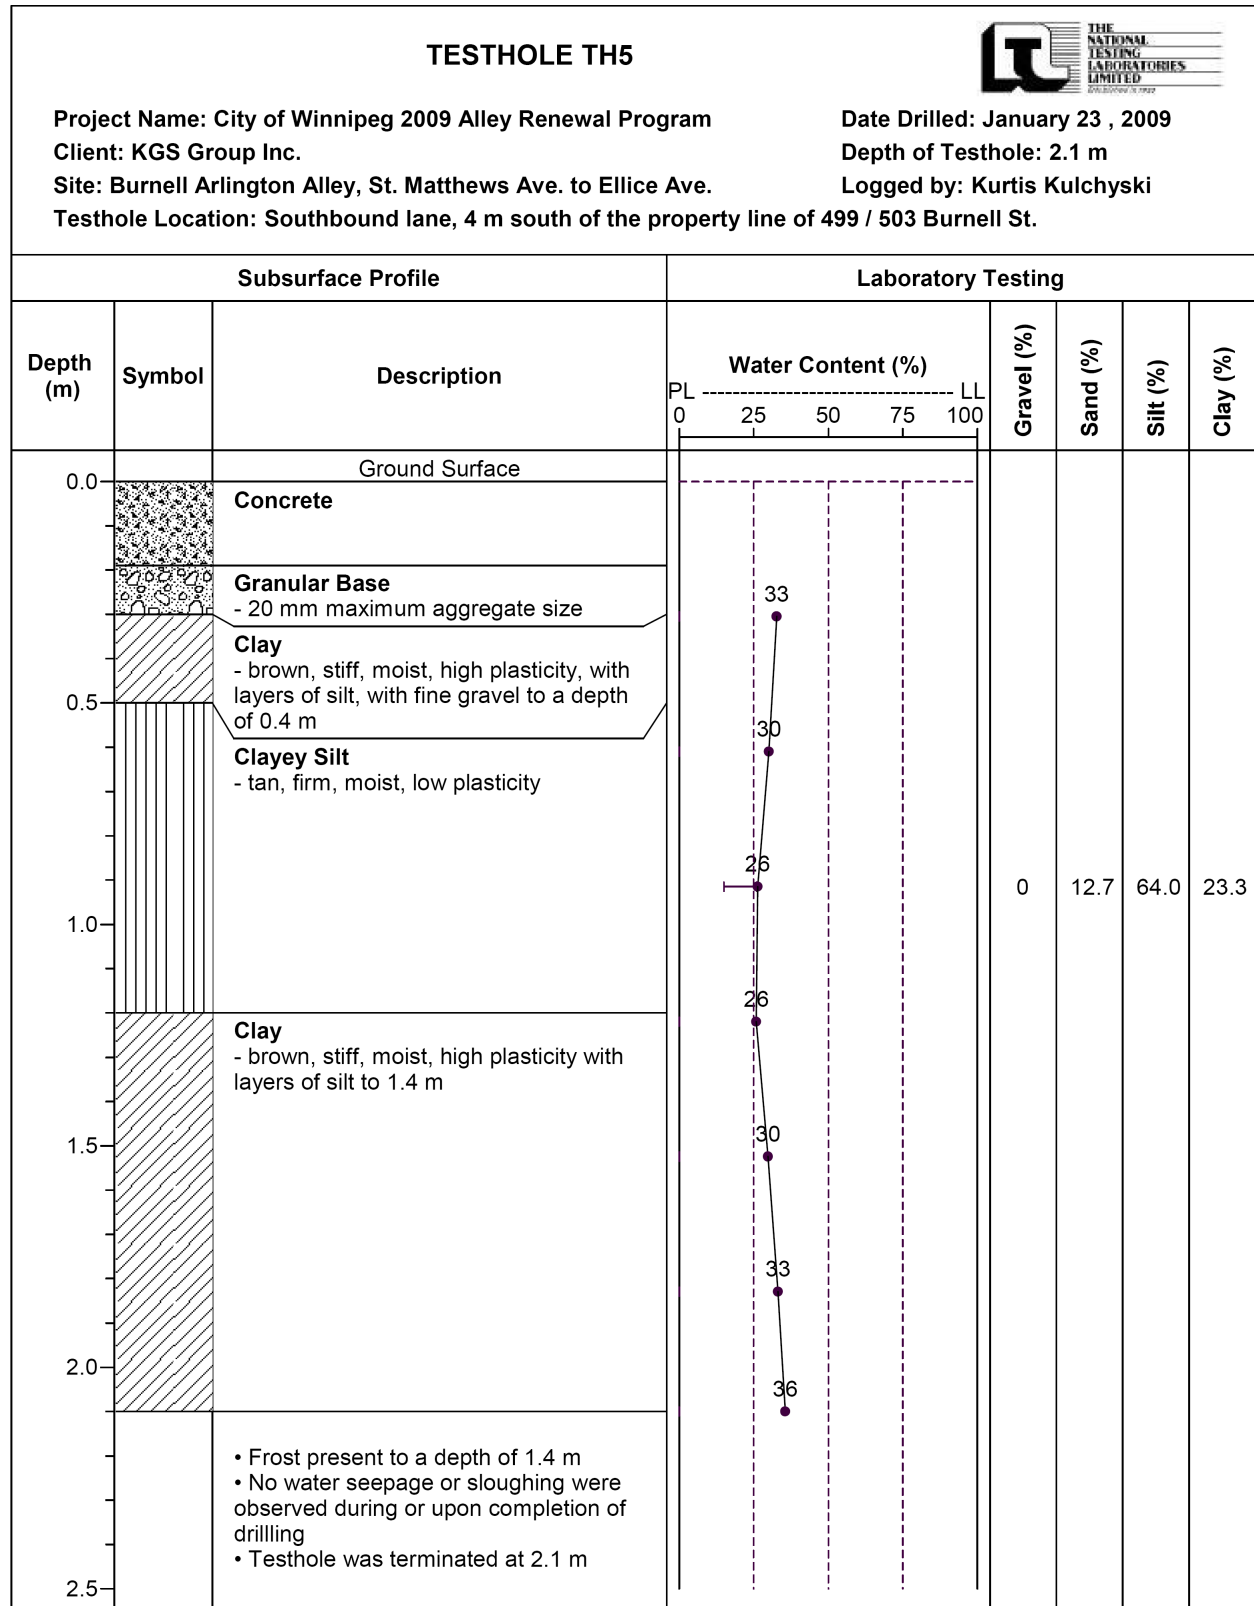 TESTHOLE TH5
THE
NATIONAL
TESTING
LABORATORIES
LIMITED
Established in 1923
Project Name: City of Winnipeg 2009 Alley Renewal Program
Date Drilled: January 23 , 2009
Client: KGS Group Inc.
Depth of Testhole: 2.1 m
Site: Burnell Arlington Alley, St. Matthews Ave. to Ellice Ave.
Logged by: Kurtis Kulchyski
Testhole Location: Southbound lane, 4 m south of the property line of 499 / 503 Burnell St.
Subsurface Profile
Laboratory Testing
Depth
(m)
Symbol
Description
Water Content (%)
PL ---------------------------------- LL
0 25 50 75 100
Gravel (%)
Sand (%)
Silt (%)
Clay (%)
Ground Surface
0.0
Concrete
Granular Base
- 20 mm maximum aggregate size
33
Clay
- brown, stiff, moist, high plasticity, with
layers of silt, with fine gravel to a depth
of 0.4 m
0.5
30
Clayey Silt
- tan, firm, moist, low plasticity
26
0 12.7 64.0 23.3
1.0
26
Clay
- brown, stiff, moist, high plasticity with
layers of silt to 1.4 m
1.5
30
33
2.0
36
• Frost present to a depth of 1.4 m
• No water seepage or sloughing were
observed during or upon completion of
drillling
• Testhole was terminated at 2.1 m
2.5